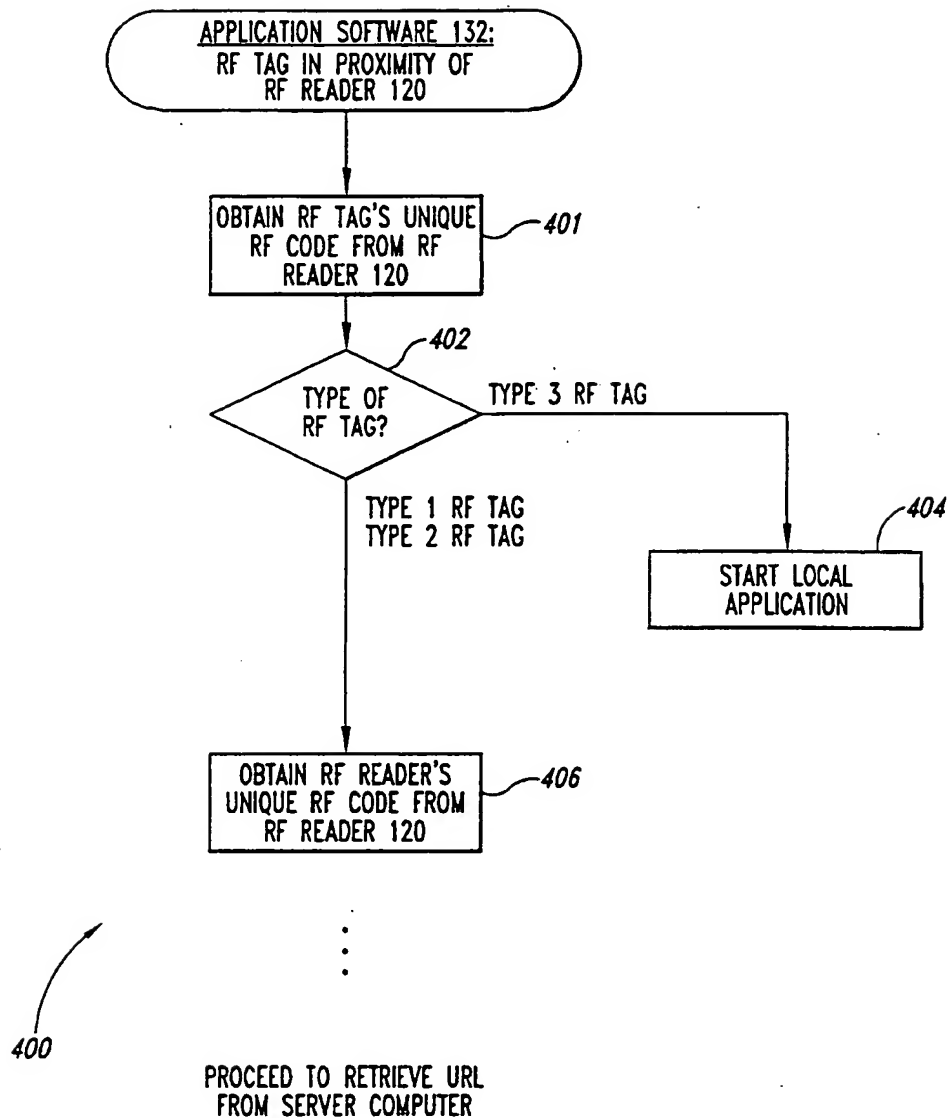 APPLICATION SOFTWARE 132:
RF TAG IN PROXIMITY OF
RF READER 120
OBTAIN RF TAG'S UNIQUE
RF CODE FROM RF
READER 120
401
402
TYPE OF
RF TAG?
TYPE 3 RF TAG
TYPE 1 RF TAG
TYPE 2 RF TAG
404
START LOCAL
APPLICATION
OBTAIN RF READER'S
UNIQUE RF CODE FROM
RF READER 120
406
400
PROCEED TO RETRIEVE URL
FROM SERVER COMPUTER